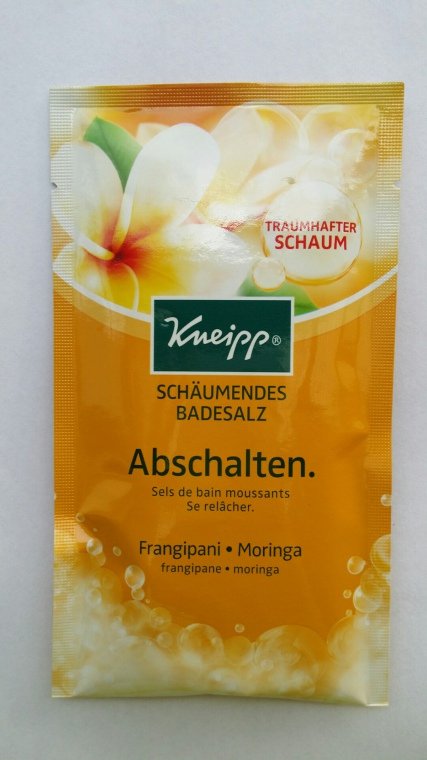 TRAUMHAFTER
SCHAUM
Kneipp®
SCHÄUMENDES
BADESALZ
Abschalten.
Sels de bain moussants
Se relâcher.
Frangipani • Moringa
frangipane • moringa